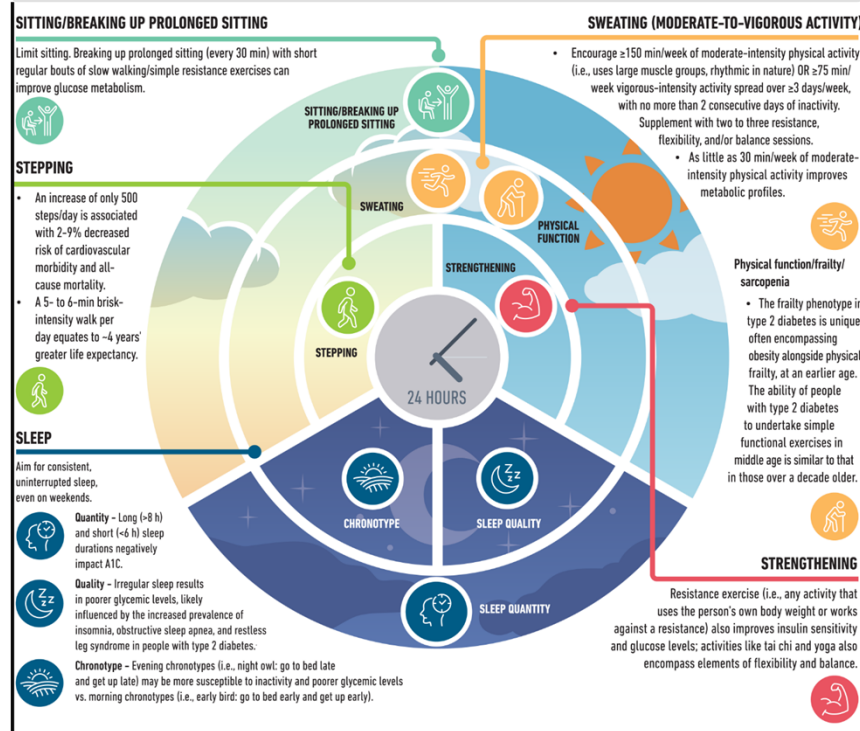 SITTING/BREAKING UP PROLONGED SITTING
Limit sitting. Breaking up prolonged sitting (every 30 min) with short
regular bouts of slow walking/simple resistance exercises can
improve glucose metabolism.
STEPPING
• An increase of only 500
steps/day is associated
with 2-9% decreased
risk of cardiovascular
morbidity and all-
cause mortality.
• A 5- to 6-min brisk-
intensity walk per
day equates to ~4 years'
greater life expectancy.
SLEEP
Aim for consistent,
uninterrupted sleep,
even on weekends.
Quantity – Long (>8 h)
and short (<6 h) sleep
durations negatively
impact A1C.
Quality – Irregular sleep results
in poorer glycemic levels, likely
influenced by the increased prevalence of
insomnia, obstructive sleep apnea, and restless
leg syndrome in people with type 2 diabetes.
Chronotype – Evening chronotypes (i.e., night owl: go to bed late
and get up late) may be more susceptible to inactivity and poorer glycemic levels
vs. morning chronotypes (i.e., early bird: go to bed early and get up early).
SITTING/BREAKING UP
PROLONGED SITTING
SWEATING
PHYSICAL
FUNCTION
STRENGTHENING
STEPPING
24 HOURS
CHRONOTYPE
SLEEP QUALITY
SLEEP QUANTITY
SWEATING (MODERATE-TO-VIGOROUS ACTIVITY)
• Encourage ≥150 min/week of moderate-intensity physical activity
(i.e., uses large muscle groups, rhythmic in nature) OR ≥75 min/
week vigorous-intensity activity spread over ≥3 days/week,
with no more than 2 consecutive days of inactivity.
Supplement with two to three resistance,
flexibility, and/or balance sessions.
• As little as 30 min/week of moderate-
intensity physical activity improves
metabolic profiles.
Physical function/frailty/
sarcopenia
• The frailty phenotype in
type 2 diabetes is unique,
often encompassing
obesity alongside physical
frailty, at an earlier age.
The ability of people
with type 2 diabetes
to undertake simple
functional exercises in
middle age is similar to that
in those over a decade older.
STRENGTHENING
Resistance exercise (i.e., any activity that
uses the person's own body weight or works
against a resistance) also improves insulin sensitivity
and glucose levels; activities like tai chi and yoga also
encompass elements of flexibility and balance.